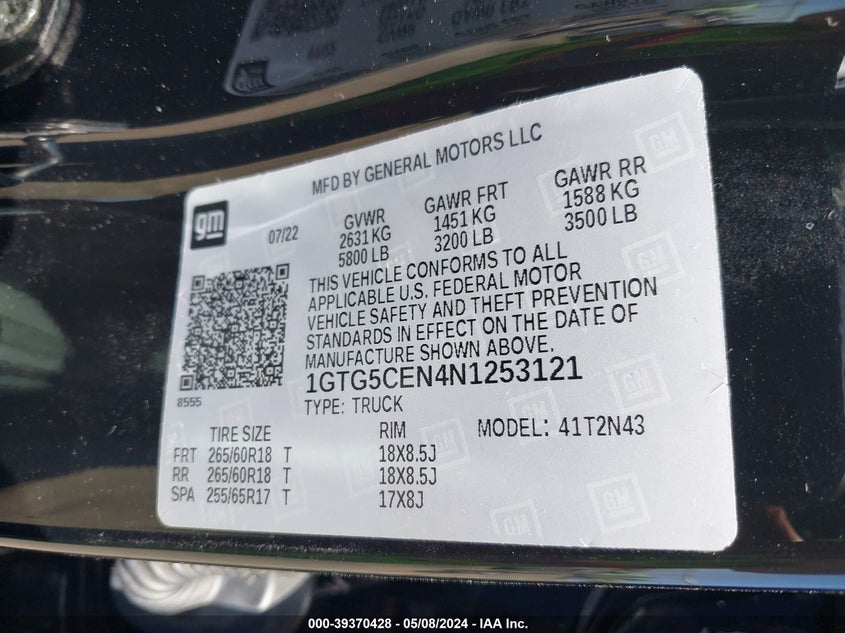 MFD BY GENERAL MOTORS LLC
gm
07/22
GVWR
2631 KG
5800 LB
GAWR FRT
1451 KG
3200 LB
GAWR RR
1588 KG
3500 LB
THIS VEHICLE CONFORMS TO ALL
APPLICABLE U.S. FEDERAL MOTOR
VEHICLE SAFETY AND THEFT PREVENTION
STANDARDS IN EFFECT ON THE DATE OF
MANUFACTURE SHOWN ABOVE.
8555
1GTG5CEN4N1253121
TYPE: TRUCK
MODEL: 41T2N43
TIRE SIZE RIM
FRT 265/60R18 T 18X8.5J
RR 265/60R18 T 18X8.5J
SPA 255/65R17 T 17X8J
000-39370428 - 05/08/2024 - IAA Inc.